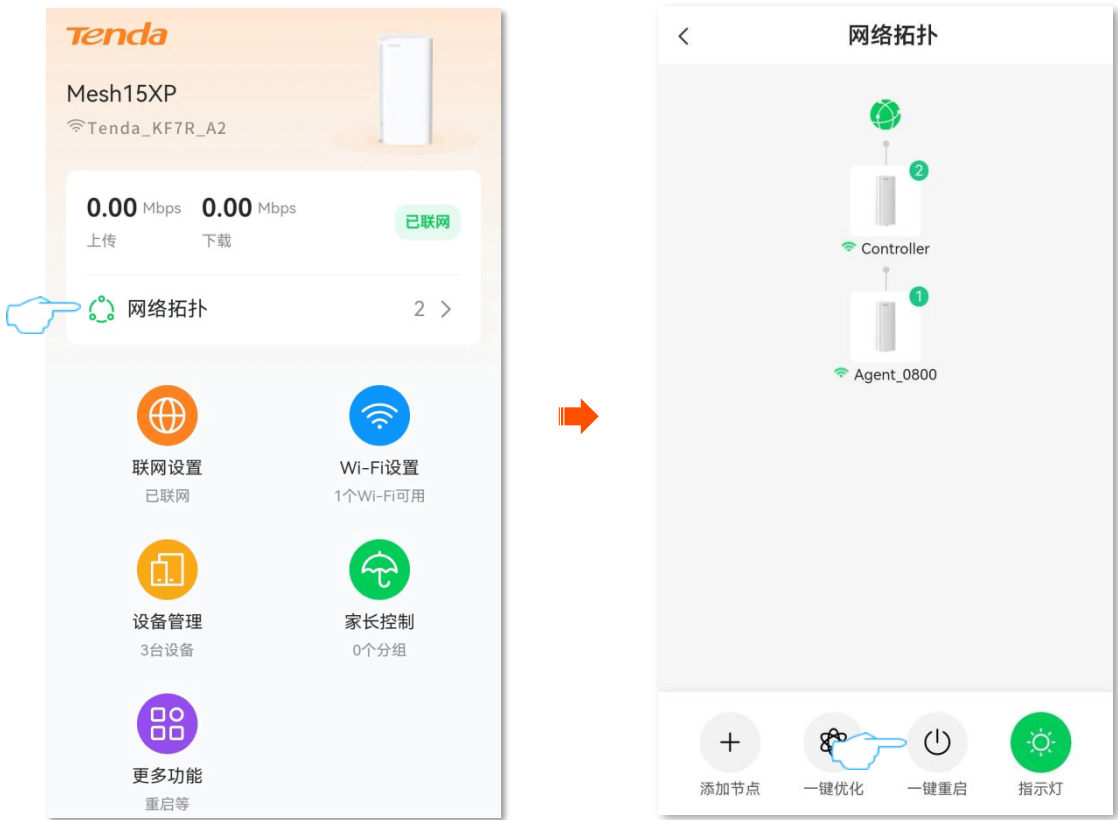 Tenda
Mesh15XP
Tenda_KF7R_A2
0.00 Mbps 0.00 Mbps
上传 下载
已联网
网络拓扑 2
联网设置 Wi-Fi设置
已联网 1个Wi-Fi可用
设备管理 家长控制
3台设备 0个分组
更多功能
重启等
网络拓扑
2
Controller
1
Agent_0800
添加节点 一键优化 一键重启 指示灯